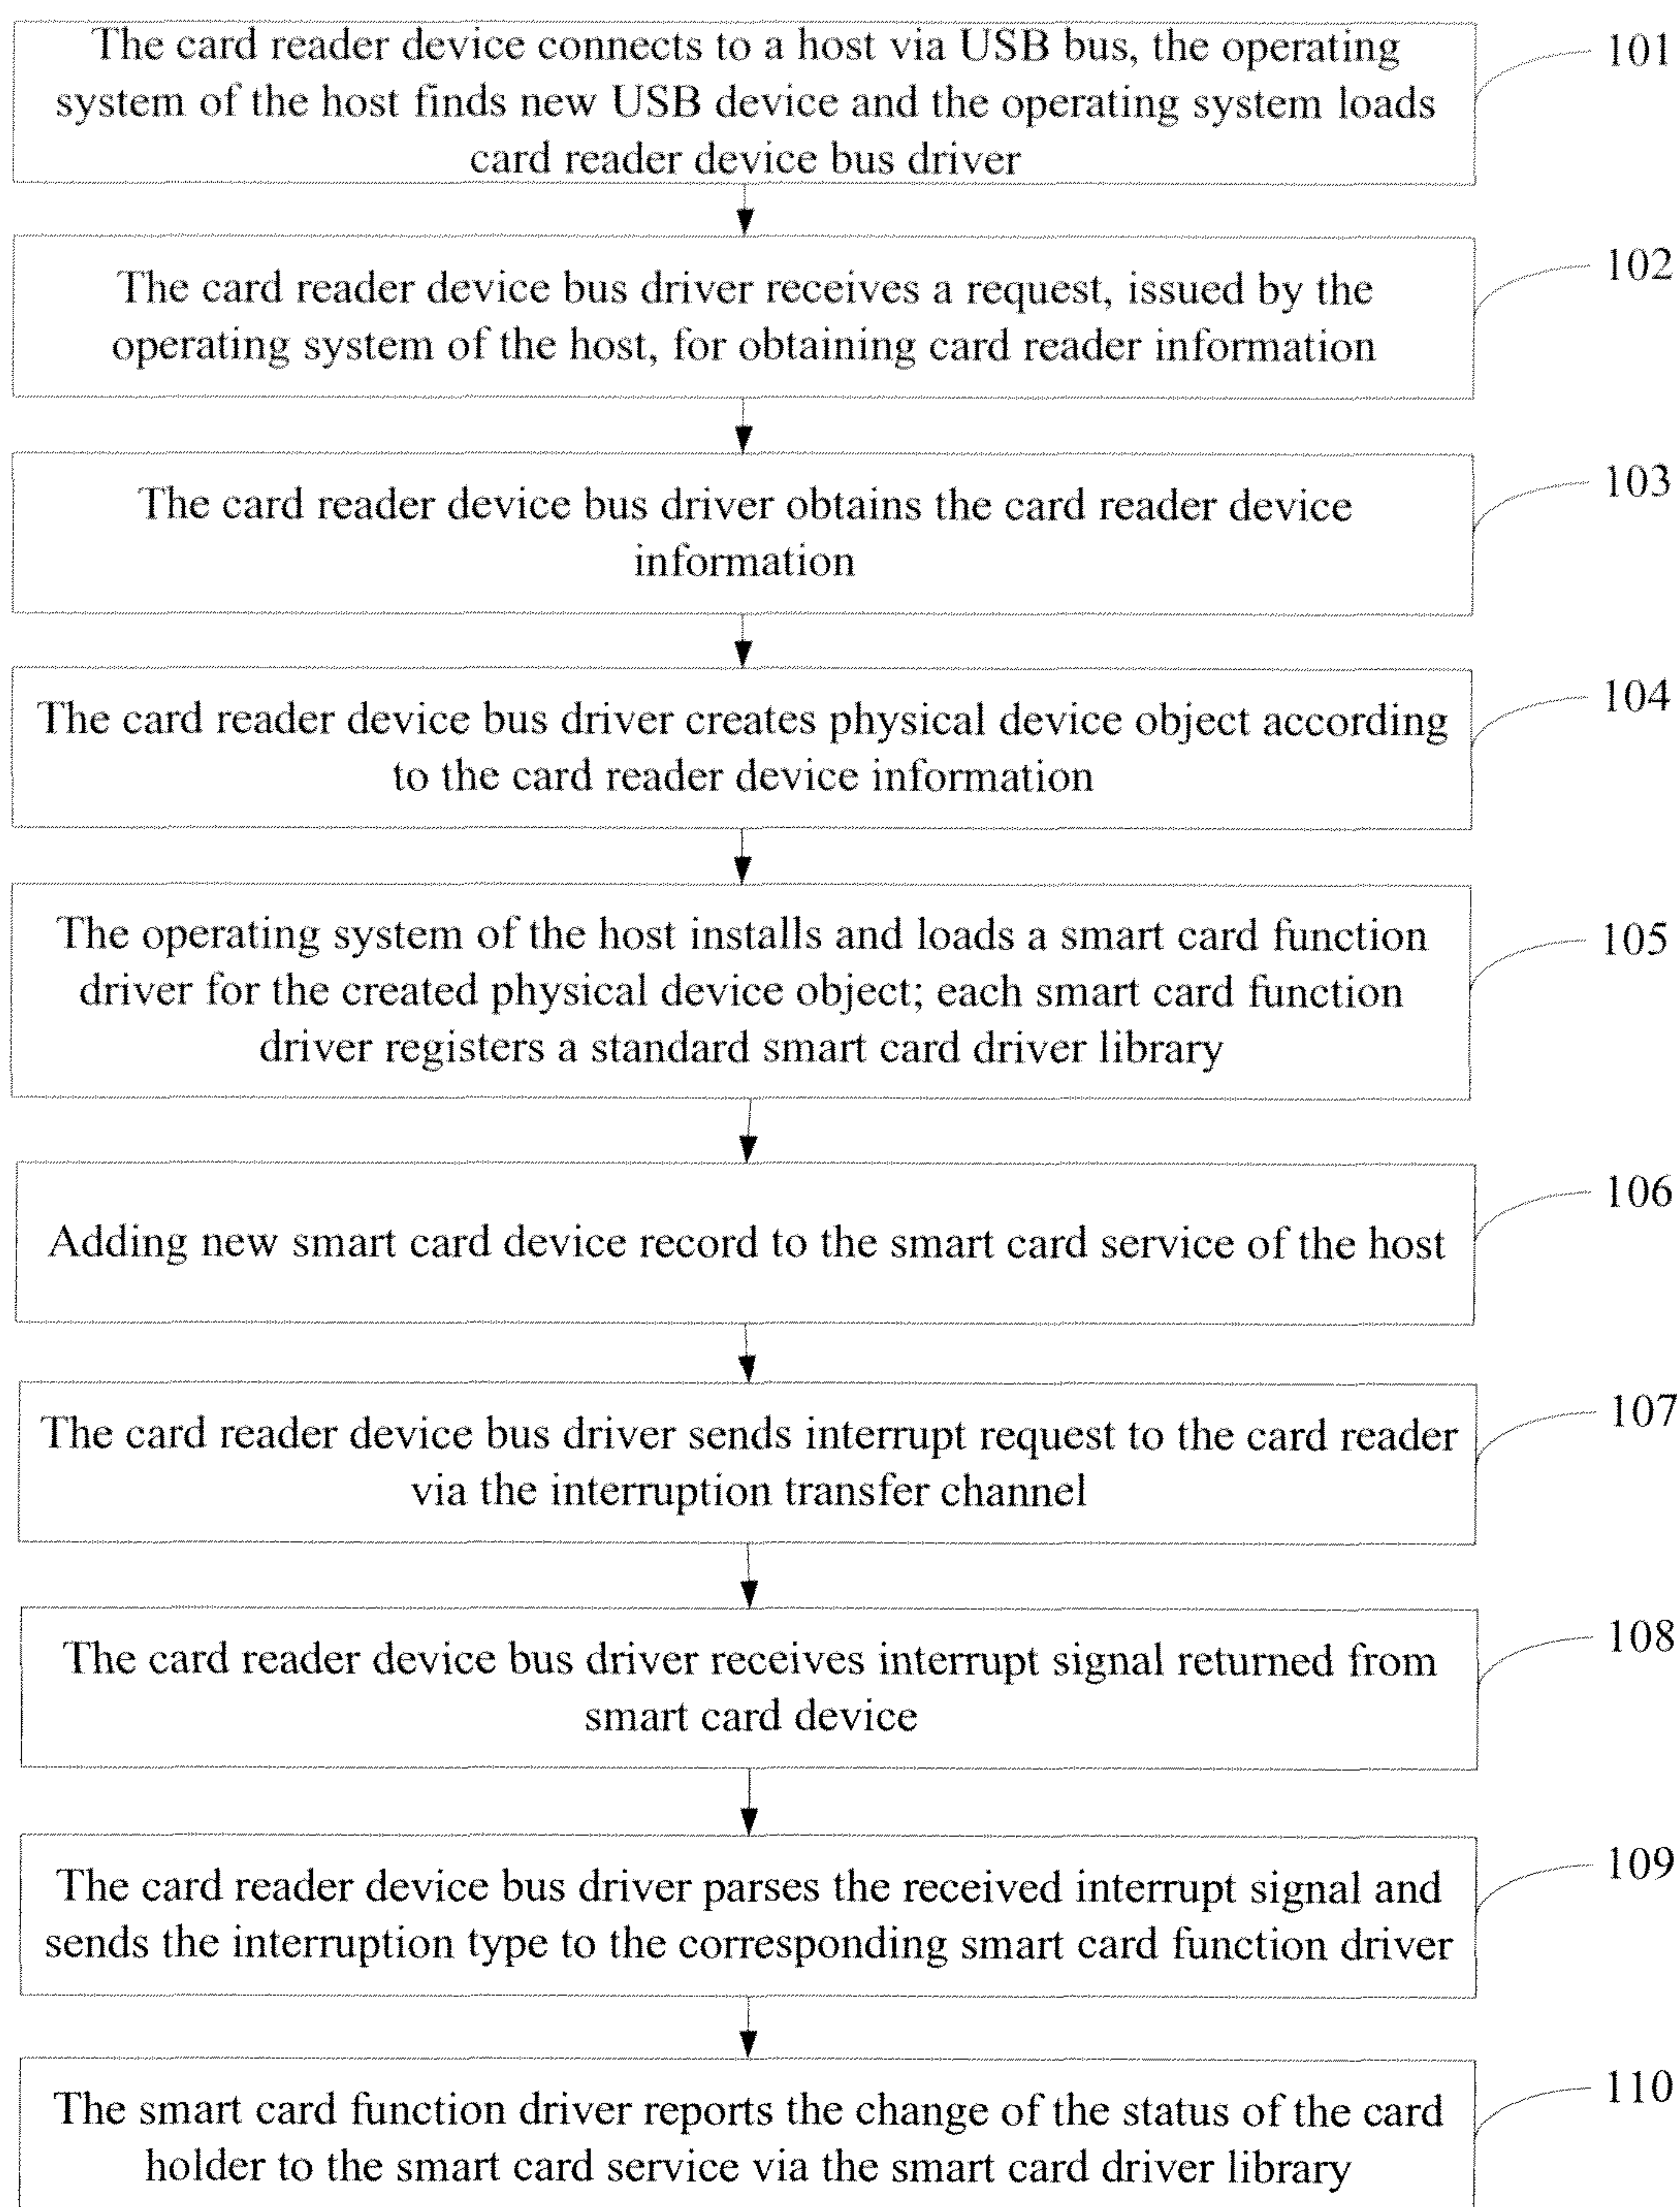 The card reader device connects to a host via USB bus, the operating
system of the host finds new USB device and the operating system loads
card reader device bus driver
101
The card reader device bus driver receives a request, issued by the
operating system of the host, for obtaining card reader information
102
The card reader device bus driver obtains the card reader device
information
103
The card reader device bus driver creates physical device object according
to the card reader device information
104
The operating system of the host installs and loads a smart card function
driver for the created physical device object; each smart card function
driver registers a standard smart card driver library
105
Adding new smart card device record to the smart card service of the host
106
The card reader device bus driver sends interrupt request to the card reader
via the interruption transfer channel
107
The card reader device bus driver receives interrupt signal returned from
smart card device
108
The card reader device bus driver parses the received interrupt signal and
sends the interruption type to the corresponding smart card function driver
109
The smart card function driver reports the change of the status of the card
holder to the smart card service via the smart card driver library
110